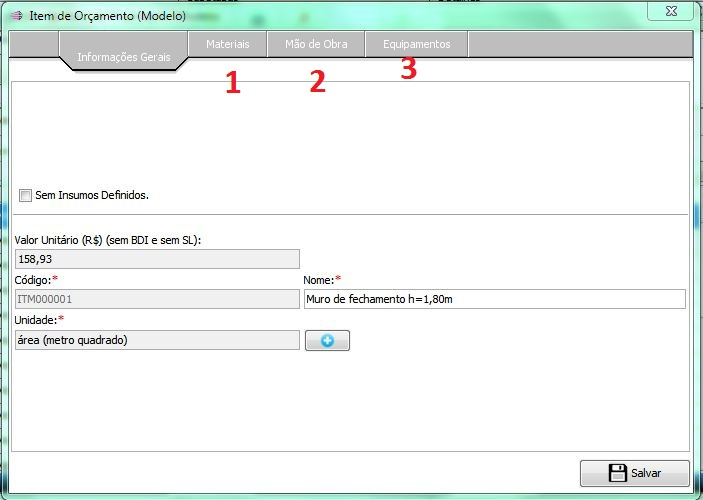 Item de Orçamento (Modelo)
Informações Gerais
Materiais
Mão de Obra
Equipamentos
1
2
3
Sem Insumos Definidos.
Valor Unitário (R$) (sem BDI e sem SL):
158,93
Código:*
Nome:*
ITM000001
Muro de fechamento h=1,80m
Unidade:*
área (metro quadrado)
Salvar